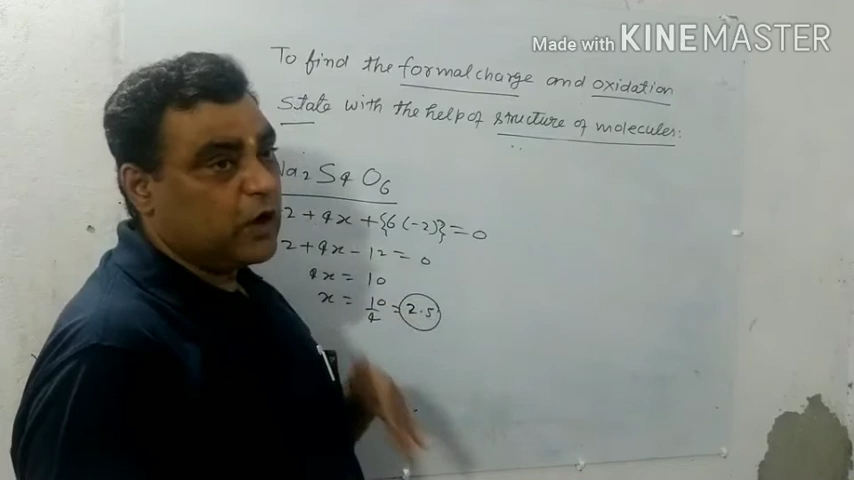 Made with KINEMASTER
To find the formal charge and oxidation
state with the help of structure of molecules:
Na2 S4 O6
2 + 4x + {6(-2)} = 0
2 + 4x - 12 = 0
4x = 10
x = 10/4 = 2.5